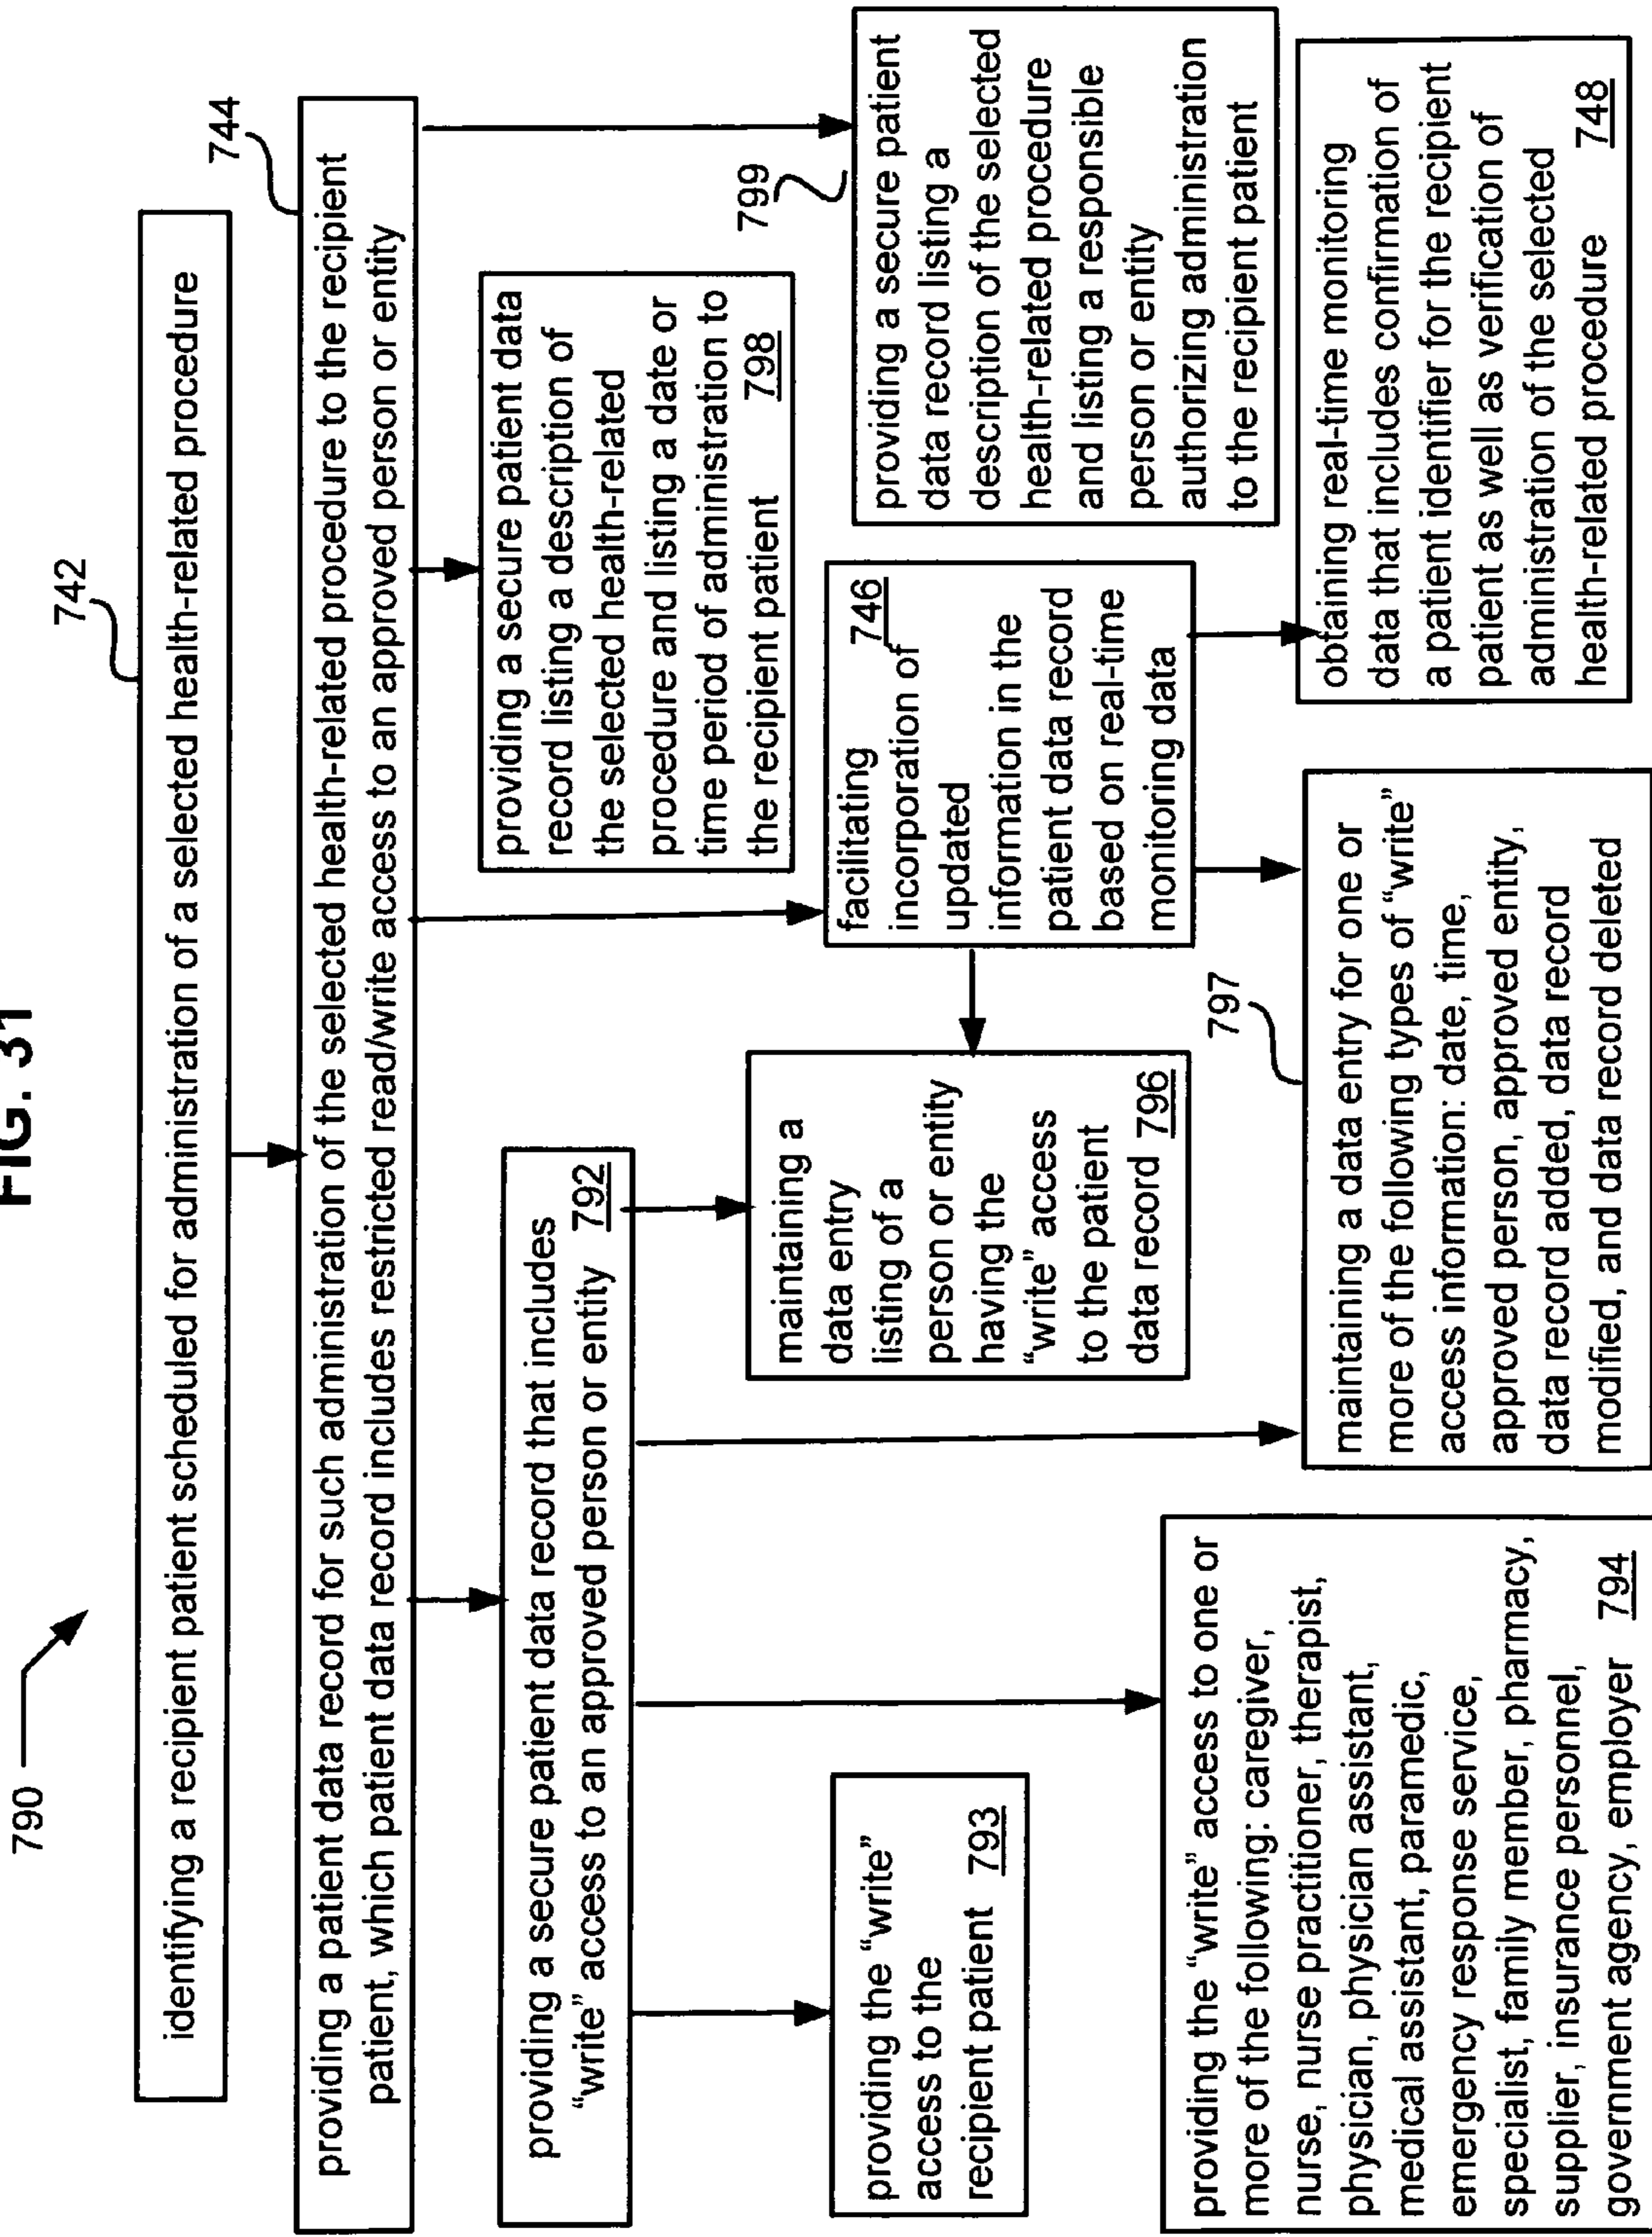 FIG. 31
790
742
identifying a recipient patient scheduled for administration of a selected health-related procedure
744
providing a patient data record for such administration of the selected health-related procedure to the recipient
patient, which patient data record includes restricted read/write access to an approved person or entity
providing a secure patient data record that includes
"write" access to an approved person or entity 792
providing a secure patient data
record listing a description of
the selected health-related
procedure and listing a date or
time period of administration to
the recipient patient 798
799
providing a secure patient
data record listing a
description of the selected
health-related procedure
and listing a responsible
person or entity
authorizing administration
to the recipient patient
providing the "write"
access to the
recipient patient 793
maintaining a
data entry
listing of a
person or entity
having the
"write" access
to the patient
data record 796
facilitating 746
incorporation of
updated
information in the
patient data record
based on real-time
monitoring data
providing the "write" access to one or
more of the following: caregiver,
nurse, nurse practitioner, therapist,
physician, physician assistant,
medical assistant, paramedic,
emergency response service,
specialist, family member, pharmacy,
supplier, insurance personnel,
government agency, employer 794
797
maintaining a data entry for one or
more of the following types of "write"
access information: date, time,
approved person, approved entity,
data record added, data record
modified, and data record deleted
obtaining real-time monitoring
data that includes confirmation of
a patient identifier for the recipient
patient as well as verification of
administration of the selected
health-related procedure 748